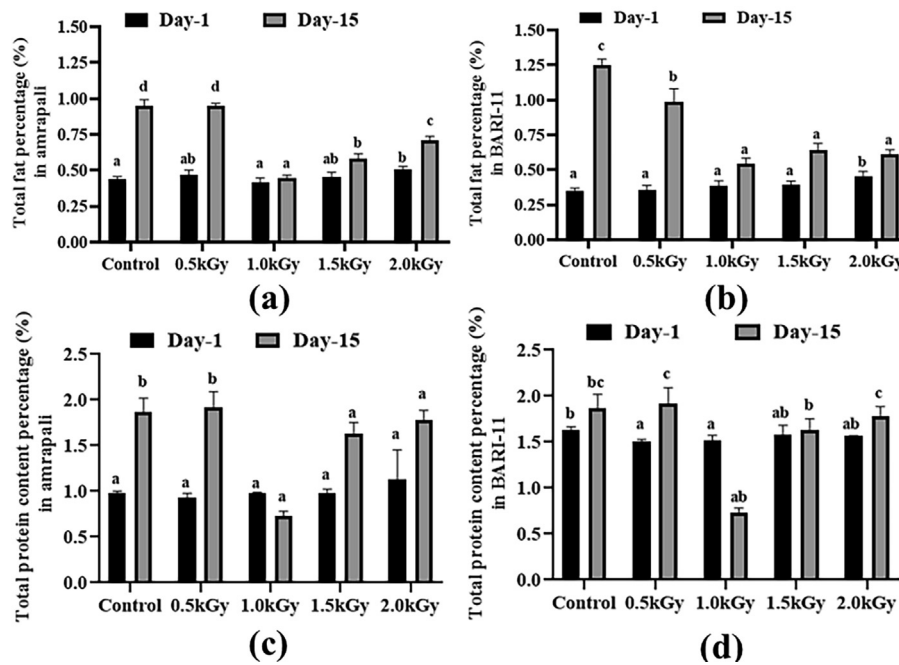 Day-1 Day-15
Total fat percentage (%)
in amrapali
1.25
1.00
0.75
0.50
0.25
0.00
a d ab d a a ab b b c
Control 0.5kGy 1.0kGy 1.5kGy 2.0kGy
(a)
Day-1 Day-15
Total fat percentage (%)
in BARI-11
1.50
1.25
1.00
0.75
0.50
0.25
0.00
a c a b a a a a b a
Control 0.5kGy 1.0kGy 1.5kGy 2.0kGy
(b)
Day-1 Day-15
Total protein content percentage (%)
in amrapali
2.5
2.0
1.5
1.0
0.5
0.0
a b a b a a a a a a
Control 0.5kGy 1.0kGy 1.5kGy 2.0kGy
(c)
Day-1 Day-15
Total protein content percentage (%)
in BARI-11
2.5
2.0
1.5
1.0
0.5
0.0
b bc a c a ab ab b ab c
Control 0.5kGy 1.0kGy 1.5kGy 2.0kGy
(d)